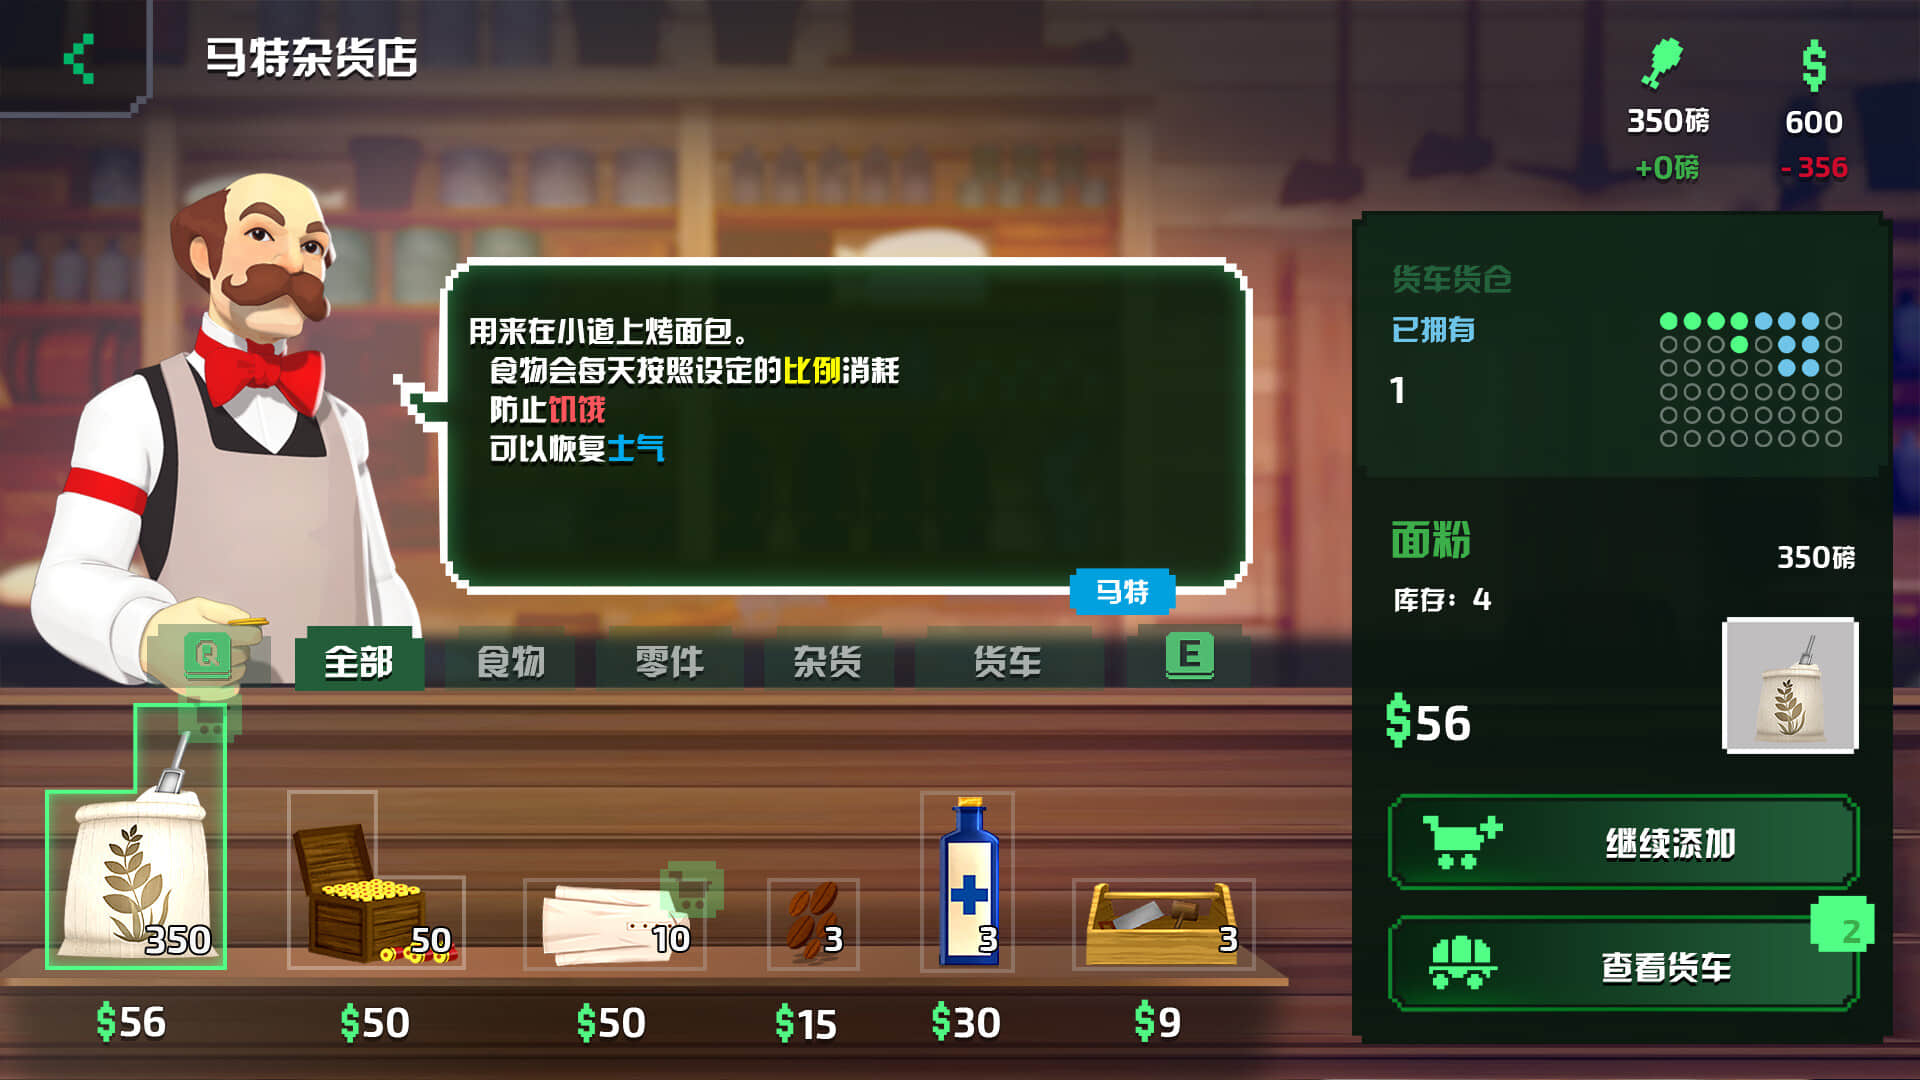 马特杂货店
350磅
+0磅
600
-356
用来在小道上烤面包。
食物会每天按照设定的比例消耗
防止饥饿
可以恢复士气
马特
货车货仓
已拥有
1
面粉
350磅
库存：4
$56
继续添加
查看货车
2
Q
全部
食物
零件
杂货
货车
E
350
50
10
3
3
3
$56
$50
$50
$15
$30
$9